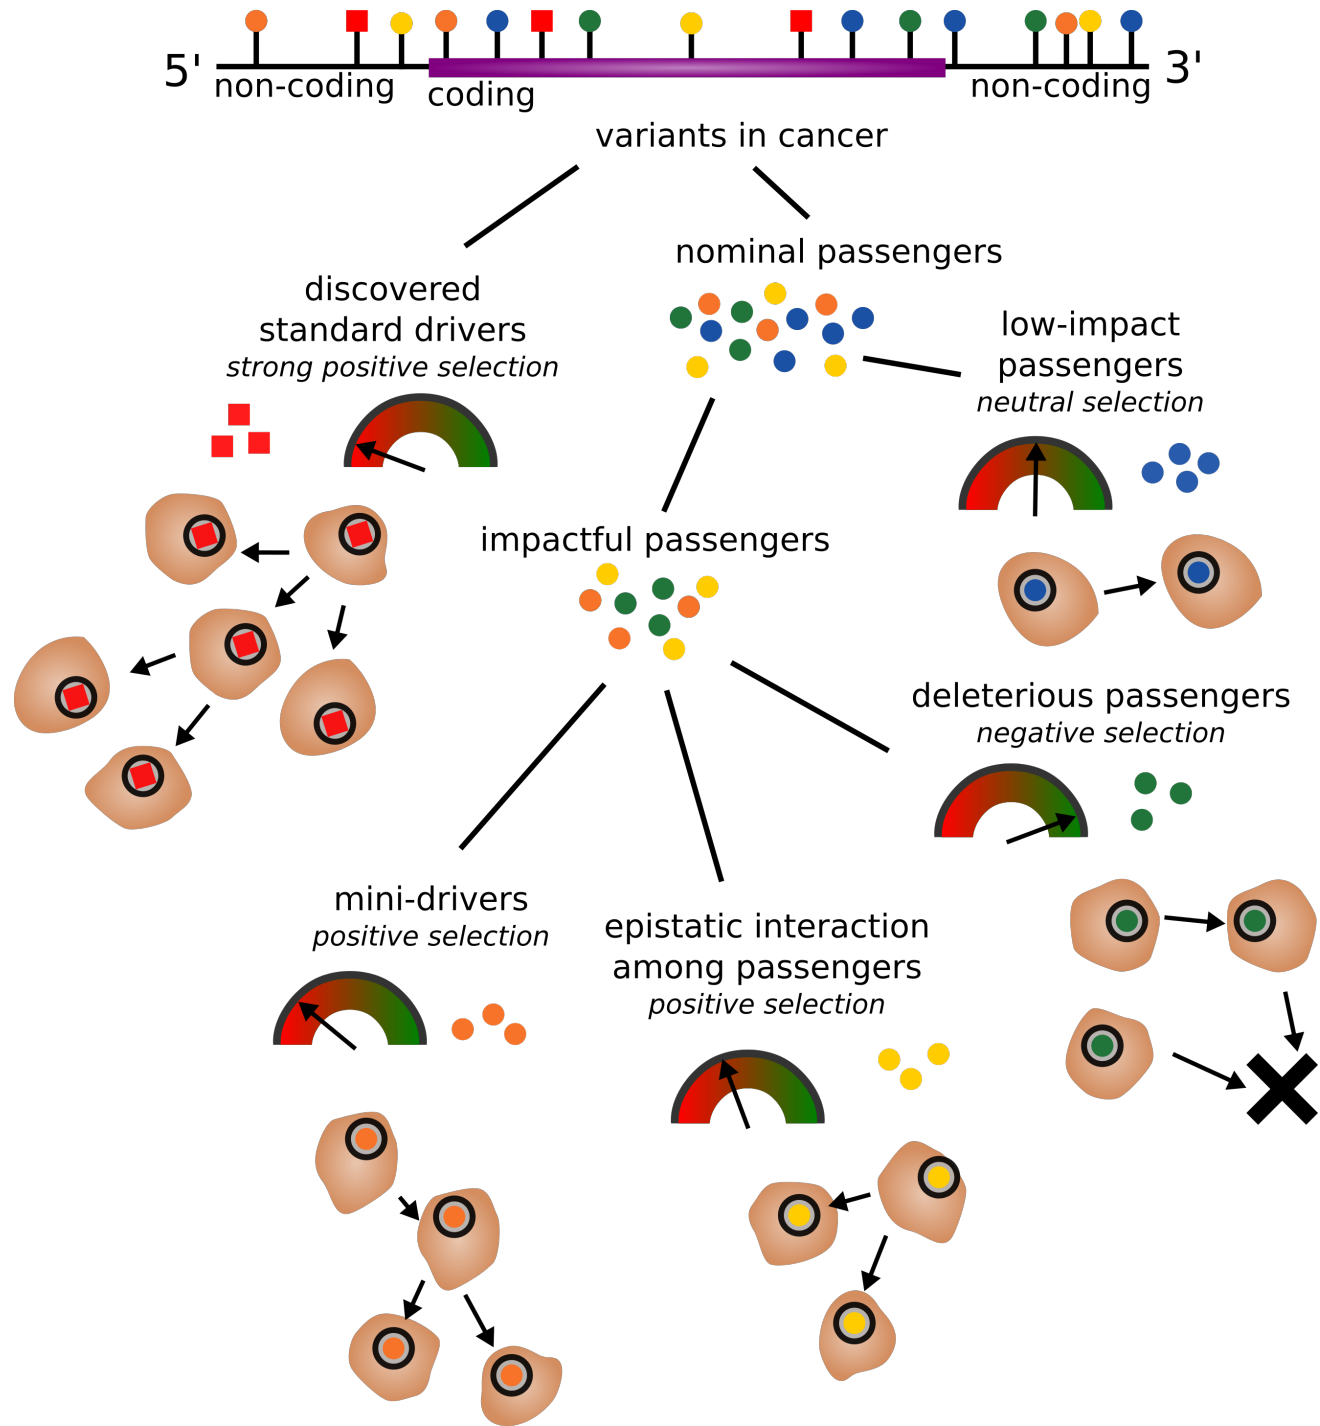 5'
3'
non-coding
coding
non-coding
variants in cancer
nominal passengers
discovered
standard drivers
strong positive selection
low-impact
passengers
neutral selection
impactful passengers
deleterious passengers
negative selection
mini-drivers
positive selection
epistatic interaction
among passengers
positive selection